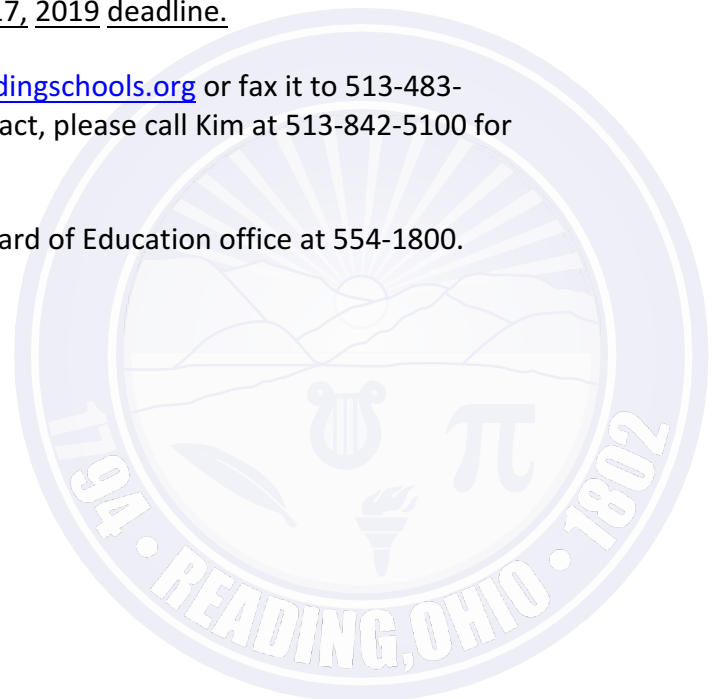 17, 2019 deadline.
dingschools.org or fax it to 513-483-
act, please call Kim at 513-842-5100 for
ard of Education office at 554-1800.
π
1794 • READING, OHIO • 1802